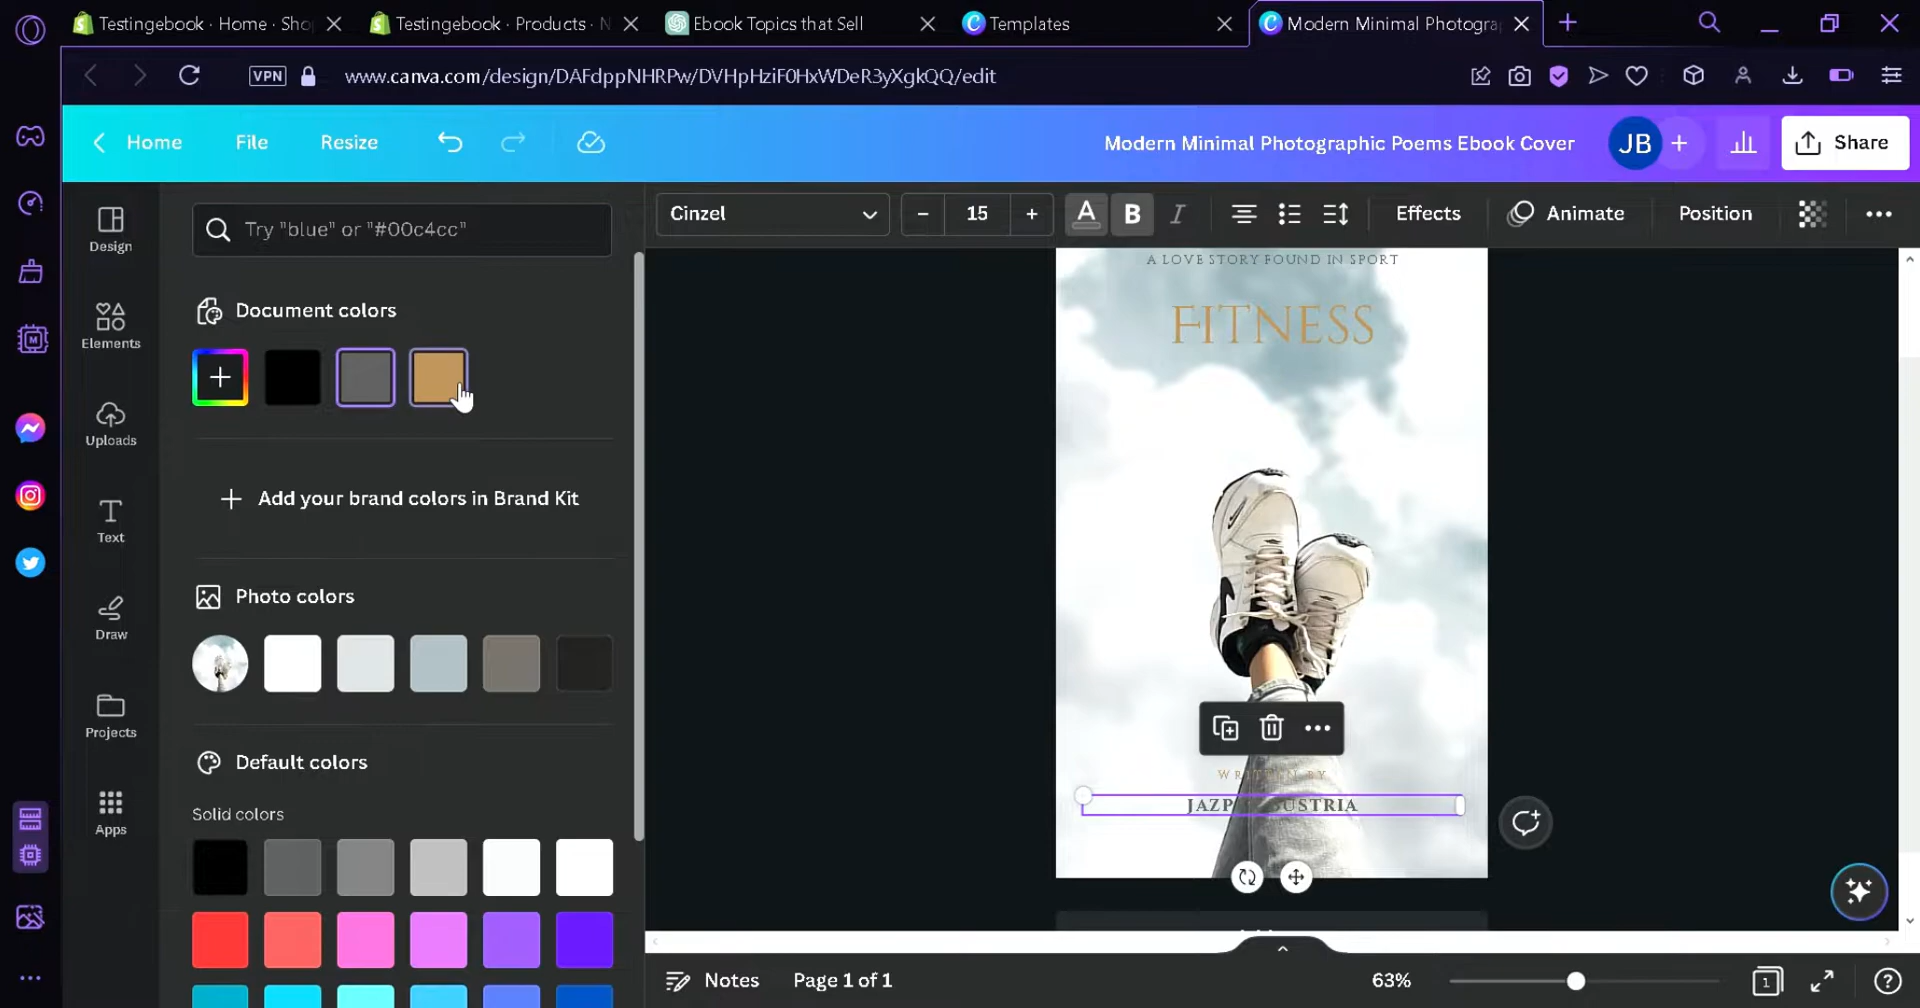 Testingebook · Home · Sho
Testingebook · Products · N
Ebook Topics that Sell
Templates
Modern Minimal Photogra
VPN
www.canva.com/design/DAFdppNHRPw/DVHpHziF0HxWDeR3yXgkQQ/edit
Home
File
Resize
Modern Minimal Photographic Poems Ebook Cover
JB
Share
Design
Elements
Uploads
Text
Draw
Projects
Apps
Try "blue" or "#00c4cc"
Document colors
Add your brand colors in Brand Kit
Photo colors
Default colors
Solid colors
Cinzel
15
A
B
I
Effects
Animate
Position
A LOVE STORY FOUND IN SPORT
FITNESS
WRITTEN BY
Notes
Page 1 of 1
63%
1